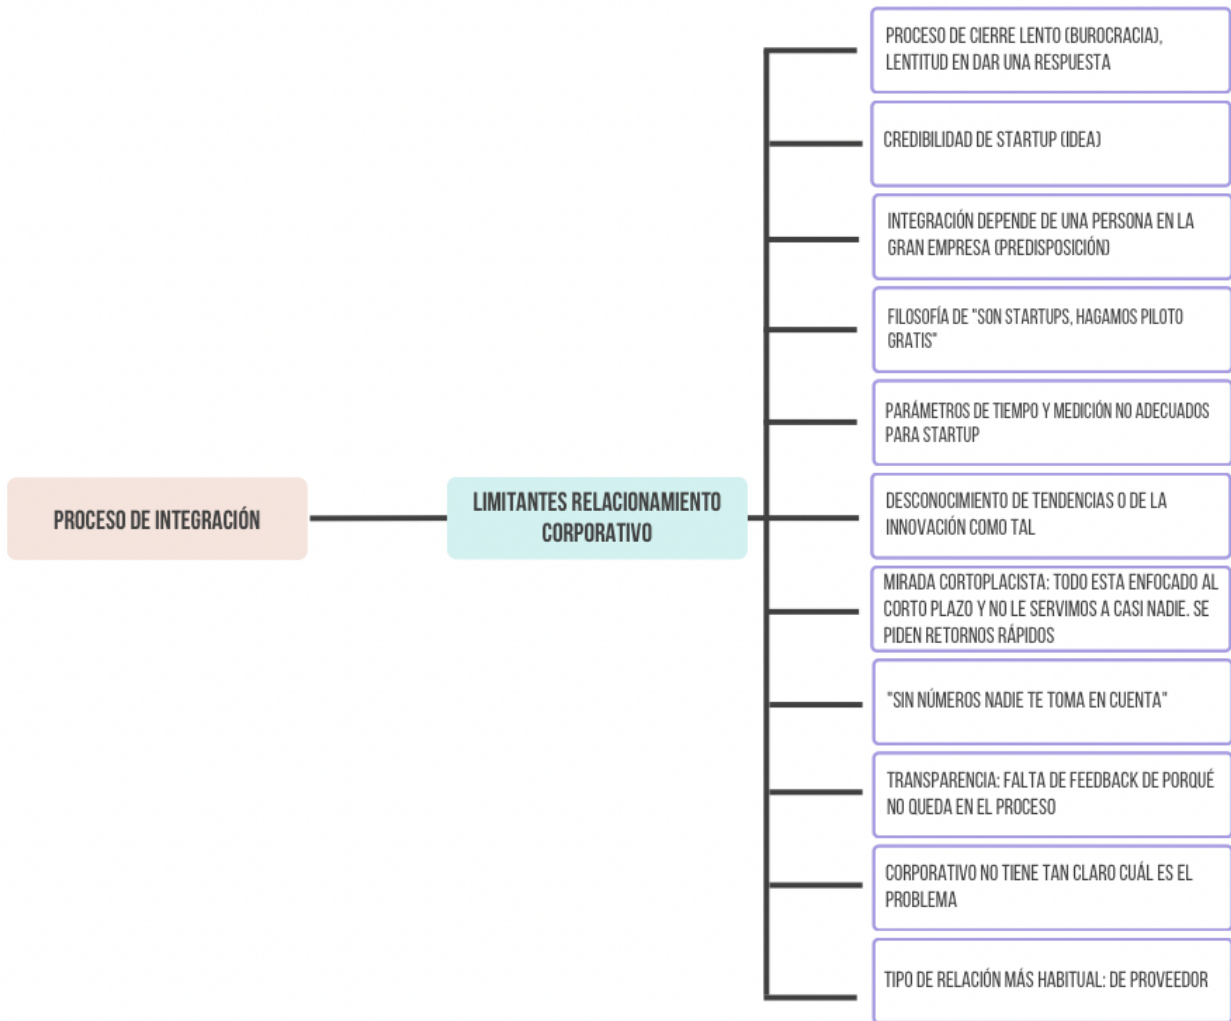 PROCESO DE INTEGRACIÓN
LIMITANTES RELACIONAMIENTO
CORPORATIVO
PROCESO DE CIERRE LENTO (BUROCRACIA),
LENTITUD EN DAR UNA RESPUESTA
CREDIBILIDAD DE STARTUP (IDEA)
INTEGRACIÓN DEPENDE DE UNA PERSONA EN LA
GRAN EMPRESA (PREDISPOSICIÓN)
FILOSOFÍA DE "SON STARTUPS, HAGAMOS PILOTO
GRATIS"
PARÁMETROS DE TIEMPO Y MEDICIÓN NO ADECUADOS
PARA STARTUP
DESCONOCIMIENTO DE TENDENCIAS O DE LA
INNOVACIÓN COMO TAL
MIRADA CORTOPLACISTA: TODO ESTA ENFOCADO AL
CORTO PLAZO Y NO LE SERVIMOS A CASI NADIE. SE
PIDEN RETORNOS RÁPIDOS
"SIN NÚMEROS NADIE TE TOMA EN CUENTA"
TRANSPARENCIA: FALTA DE FEEDBACK DE PORQUÉ
NO QUEDA EN EL PROCESO
CORPORATIVO NO TIENE TAN CLARO CUÁL ES EL
PROBLEMA
TIPO DE RELACIÓN MÁS HABITUAL: DE PROVEEDOR